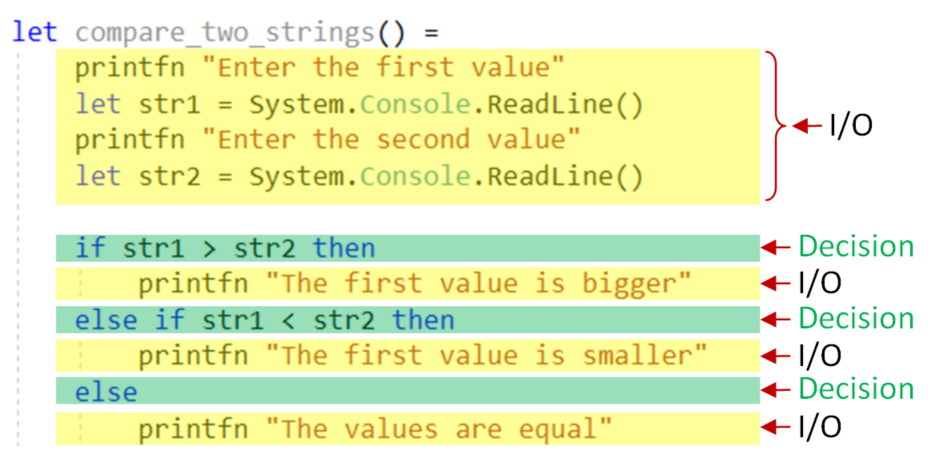 let compare_two_strings() =
printfn "Enter the first value"
let str1 = System.Console.ReadLine()
printfn "Enter the second value"
let str2 = System.Console.ReadLine()
I/O
if str1 > str2 then
Decision
printfn "The first value is bigger"
I/O
else if str1 < str2 then
Decision
printfn "The first value is smaller"
I/O
else
Decision
printfn "The values are equal"
I/O